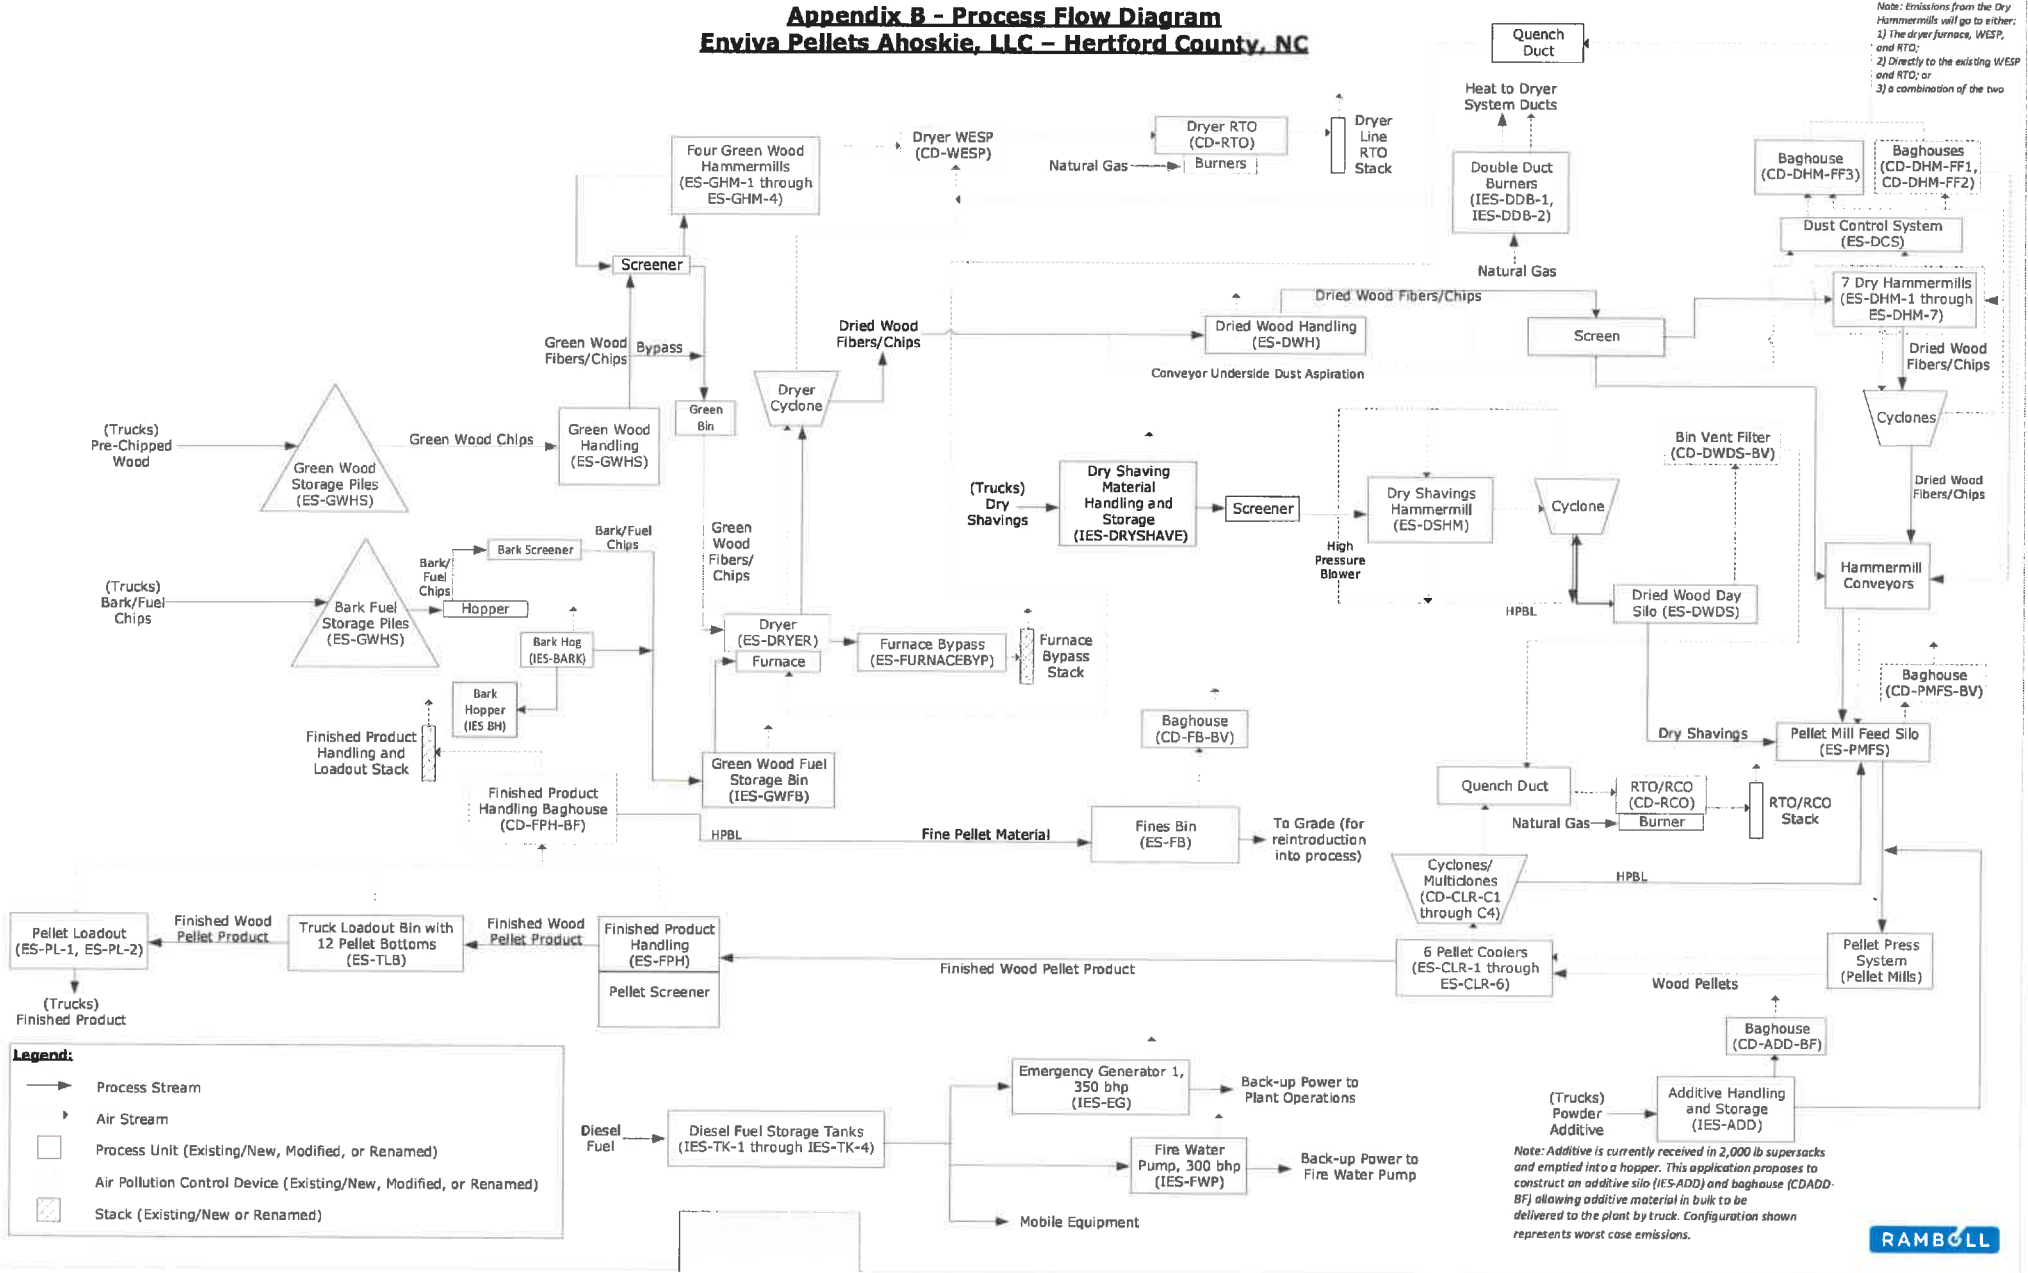 Appendix B - Process Flow Diagram
Enviva Pellets Ahoskie, LLC – Hertford County, NC
Note: Emissions from the Dry
Hammermills will go to either:
1) The dryer furnace, WESP,
and RTO;
2) Directly to the existing WESP
and RTO; or
3) a combination of the two
Quench
Duct
Heat to Dryer
System Ducts
Double Duct
Burners
(IES-DDB-1,
IES-DDB-2)
Natural Gas
Four Green Wood
Hammermills
(ES-GHM-1 through
ES-GHM-4)
Dryer WESP
(CD-WESP)
Dryer RTO
(CD-RTO)
Natural Gas
Burners
Dryer
Line
RTO
Stack
Baghouse
(CD-DHM-FF3)
Baghouses
(CD-DHM-FF1,
CD-DHM-FF2)
Dust Control System
(ES-DCS)
7 Dry Hammermills
(ES-DHM-1 through
ES-DHM-7)
Screener
Green Wood
Fibers/Chips
Bypass
Dried Wood
Fibers/Chips
Dried Wood Fibers/Chips
Dried Wood Handling
(ES-DWH)
Conveyor Underside Dust Aspiration
Screen
Dried Wood
Fibers/Chips
Cyclones
Dried Wood
Fibers/Chips
Hammermill
Conveyors
(Trucks)
Pre-Chipped
Wood
Green Wood
Storage Piles
(ES-GWHS)
Green Wood Chips
Green Wood
Handling
(ES-GWHS)
Green
Bin
Dryer
Cyclone
Green
Wood
Fibers/
Chips
(Trucks)
Dry
Shavings
Dry Shaving
Material
Handling and
Storage
(IES-DRYSHAVE)
Screener
High
Pressure
Blower
Dry Shavings
Hammermill
(ES-DSHM)
Cyclone
Bin Vent Filter
(CD-DWDS-BV)
HPBL
Dried Wood Day
Silo (ES-DWDS)
(Trucks)
Bark/Fuel
Chips
Bark Fuel
Storage Piles
(ES-GWHS)
Bark/
Fuel
Chips
Hopper
Bark Screener
Bark/Fuel
Chips
Bark Hog
(IES-BARK)
Bark
Hopper
(IES BH)
Dryer
(ES-DRYER)
Furnace
Furnace Bypass
(ES-FURNACEBYP)
Furnace
Bypass
Stack
Green Wood Fuel
Storage Bin
(IES-GWFB)
Finished Product
Handling and
Loadout Stack
Finished Product
Handling Baghouse
(CD-FPH-BF)
HPBL
Fine Pellet Material
Baghouse
(CD-FB-BV)
Fines Bin
(ES-FB)
To Grade (for
reintroduction
into process)
Dry Shavings
Baghouse
(CD-PMFS-BV)
Pellet Mill Feed Silo
(ES-PMFS)
Quench Duct
RTO/RCO
(CD-RCO)
Natural Gas
Burner
RTO/RCO
Stack
Cyclones/
Multiclones
(CD-CLR-C1
through C4)
HPBL
Pellet Loadout
(ES-PL-1, ES-PL-2)
Finished Wood
Pellet Product
Truck Loadout Bin with
12 Pellet Bottoms
(ES-TLB)
Finished Wood
Pellet Product
Finished Product
Handling
(ES-FPH)
Pellet Screener
Finished Wood Pellet Product
6 Pellet Coolers
(ES-CLR-1 through
ES-CLR-6)
Wood Pellets
Pellet Press
System
(Pellet Mills)
(Trucks)
Finished Product
Legend:
Process Stream
Air Stream
Process Unit (Existing/New, Modified, or Renamed)
Air Pollution Control Device (Existing/New, Modified, or Renamed)
Stack (Existing/New or Renamed)
Diesel
Fuel
Diesel Fuel Storage Tanks
(IES-TK-1 through IES-TK-4)
Emergency Generator 1,
350 bhp
(IES-EG)
Back-up Power to
Plant Operations
Fire Water
Pump, 300 bhp
(IES-FWP)
Back-up Power to
Fire Water Pump
Mobile Equipment
Baghouse
(CD-ADD-BF)
(Trucks)
Powder
Additive
Additive Handling
and Storage
(IES-ADD)
Note: Additive is currently received in 2,000 lb supersacks
and emptied into a hopper. This application proposes to
construct an additive silo (IES-ADD) and baghouse (CDADD-
BF) allowing additive material in bulk to be
delivered to the plant by truck. Configuration shown
represents worst case emissions.
RAMBOLL